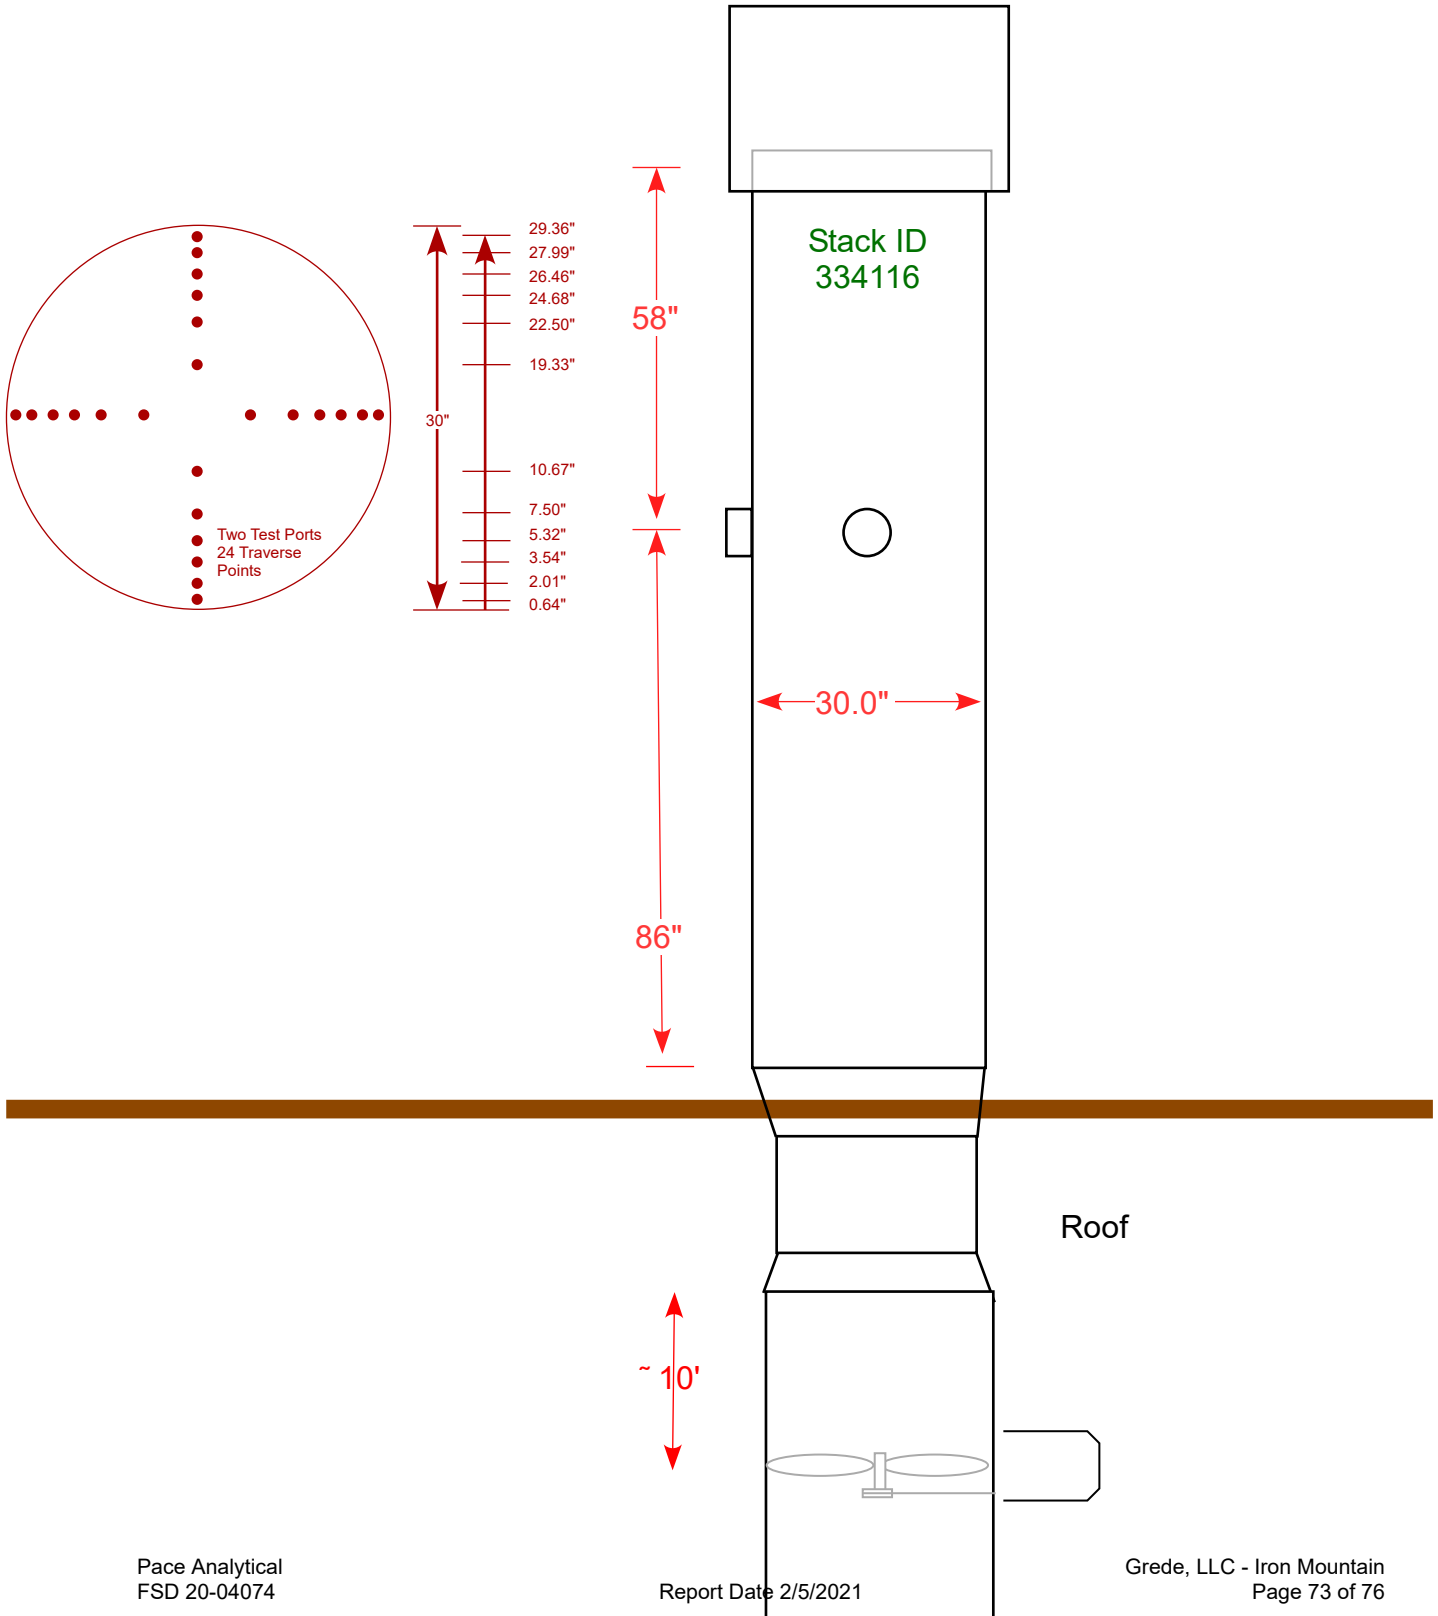 Stack ID
334116
58"
29.36"
27.99"
26.46"
24.68"
22.50"
19.33"
30"
10.67"
7.50"
5.32"
3.54"
2.01"
0.64"
Two Test Ports
24 Traverse
Points
30.0"
86"
Roof
~ 10'
Pace Analytical
FSD 20-04074
Report Date 2/5/2021
Grede, LLC - Iron Mountain
Page 73 of 76